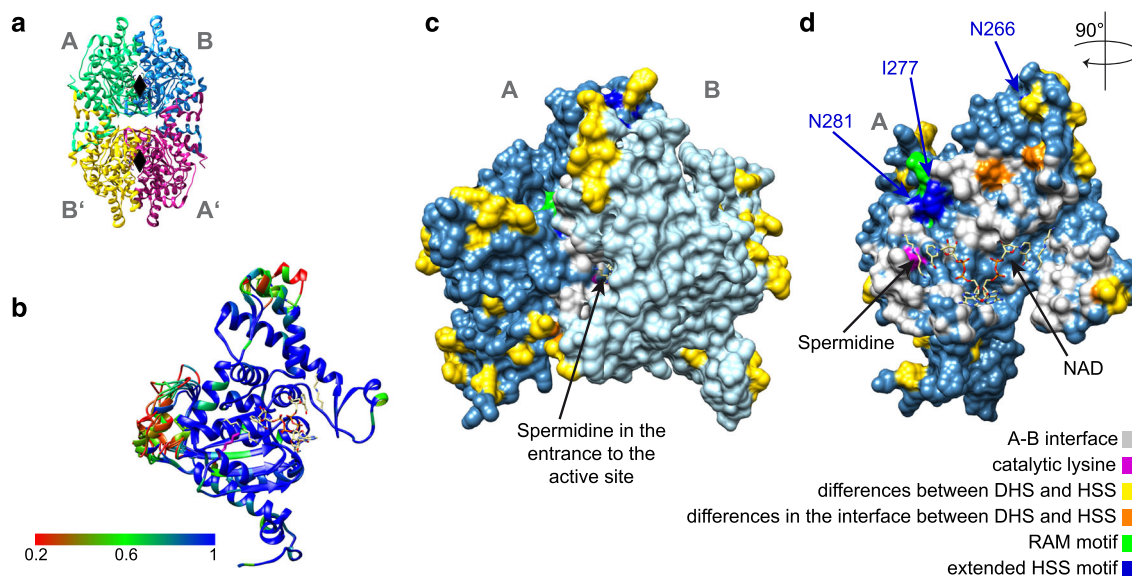 a
A
B
B'
A'
b
0.2
0.6
1
c
A
B
Spermidine in the
entrance to the
active site
d
90°
N266
I277
N281
A
Spermidine
NAD
A-B interface
catalytic lysine
differences between DHS and HSS
differences in the interface between DHS and HSS
RAM motif
extended HSS motif